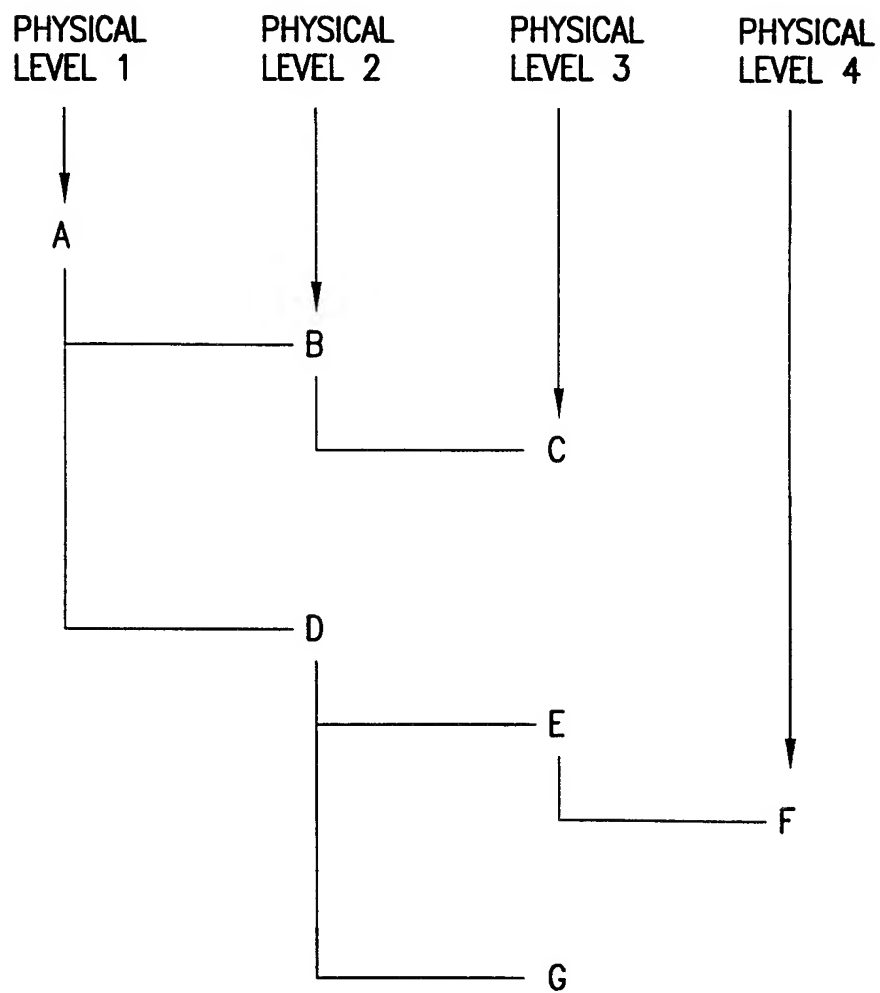 PHYSICAL
LEVEL 1
PHYSICAL
LEVEL 2
PHYSICAL
LEVEL 3
PHYSICAL
LEVEL 4
A
B
C
D
E
F
G